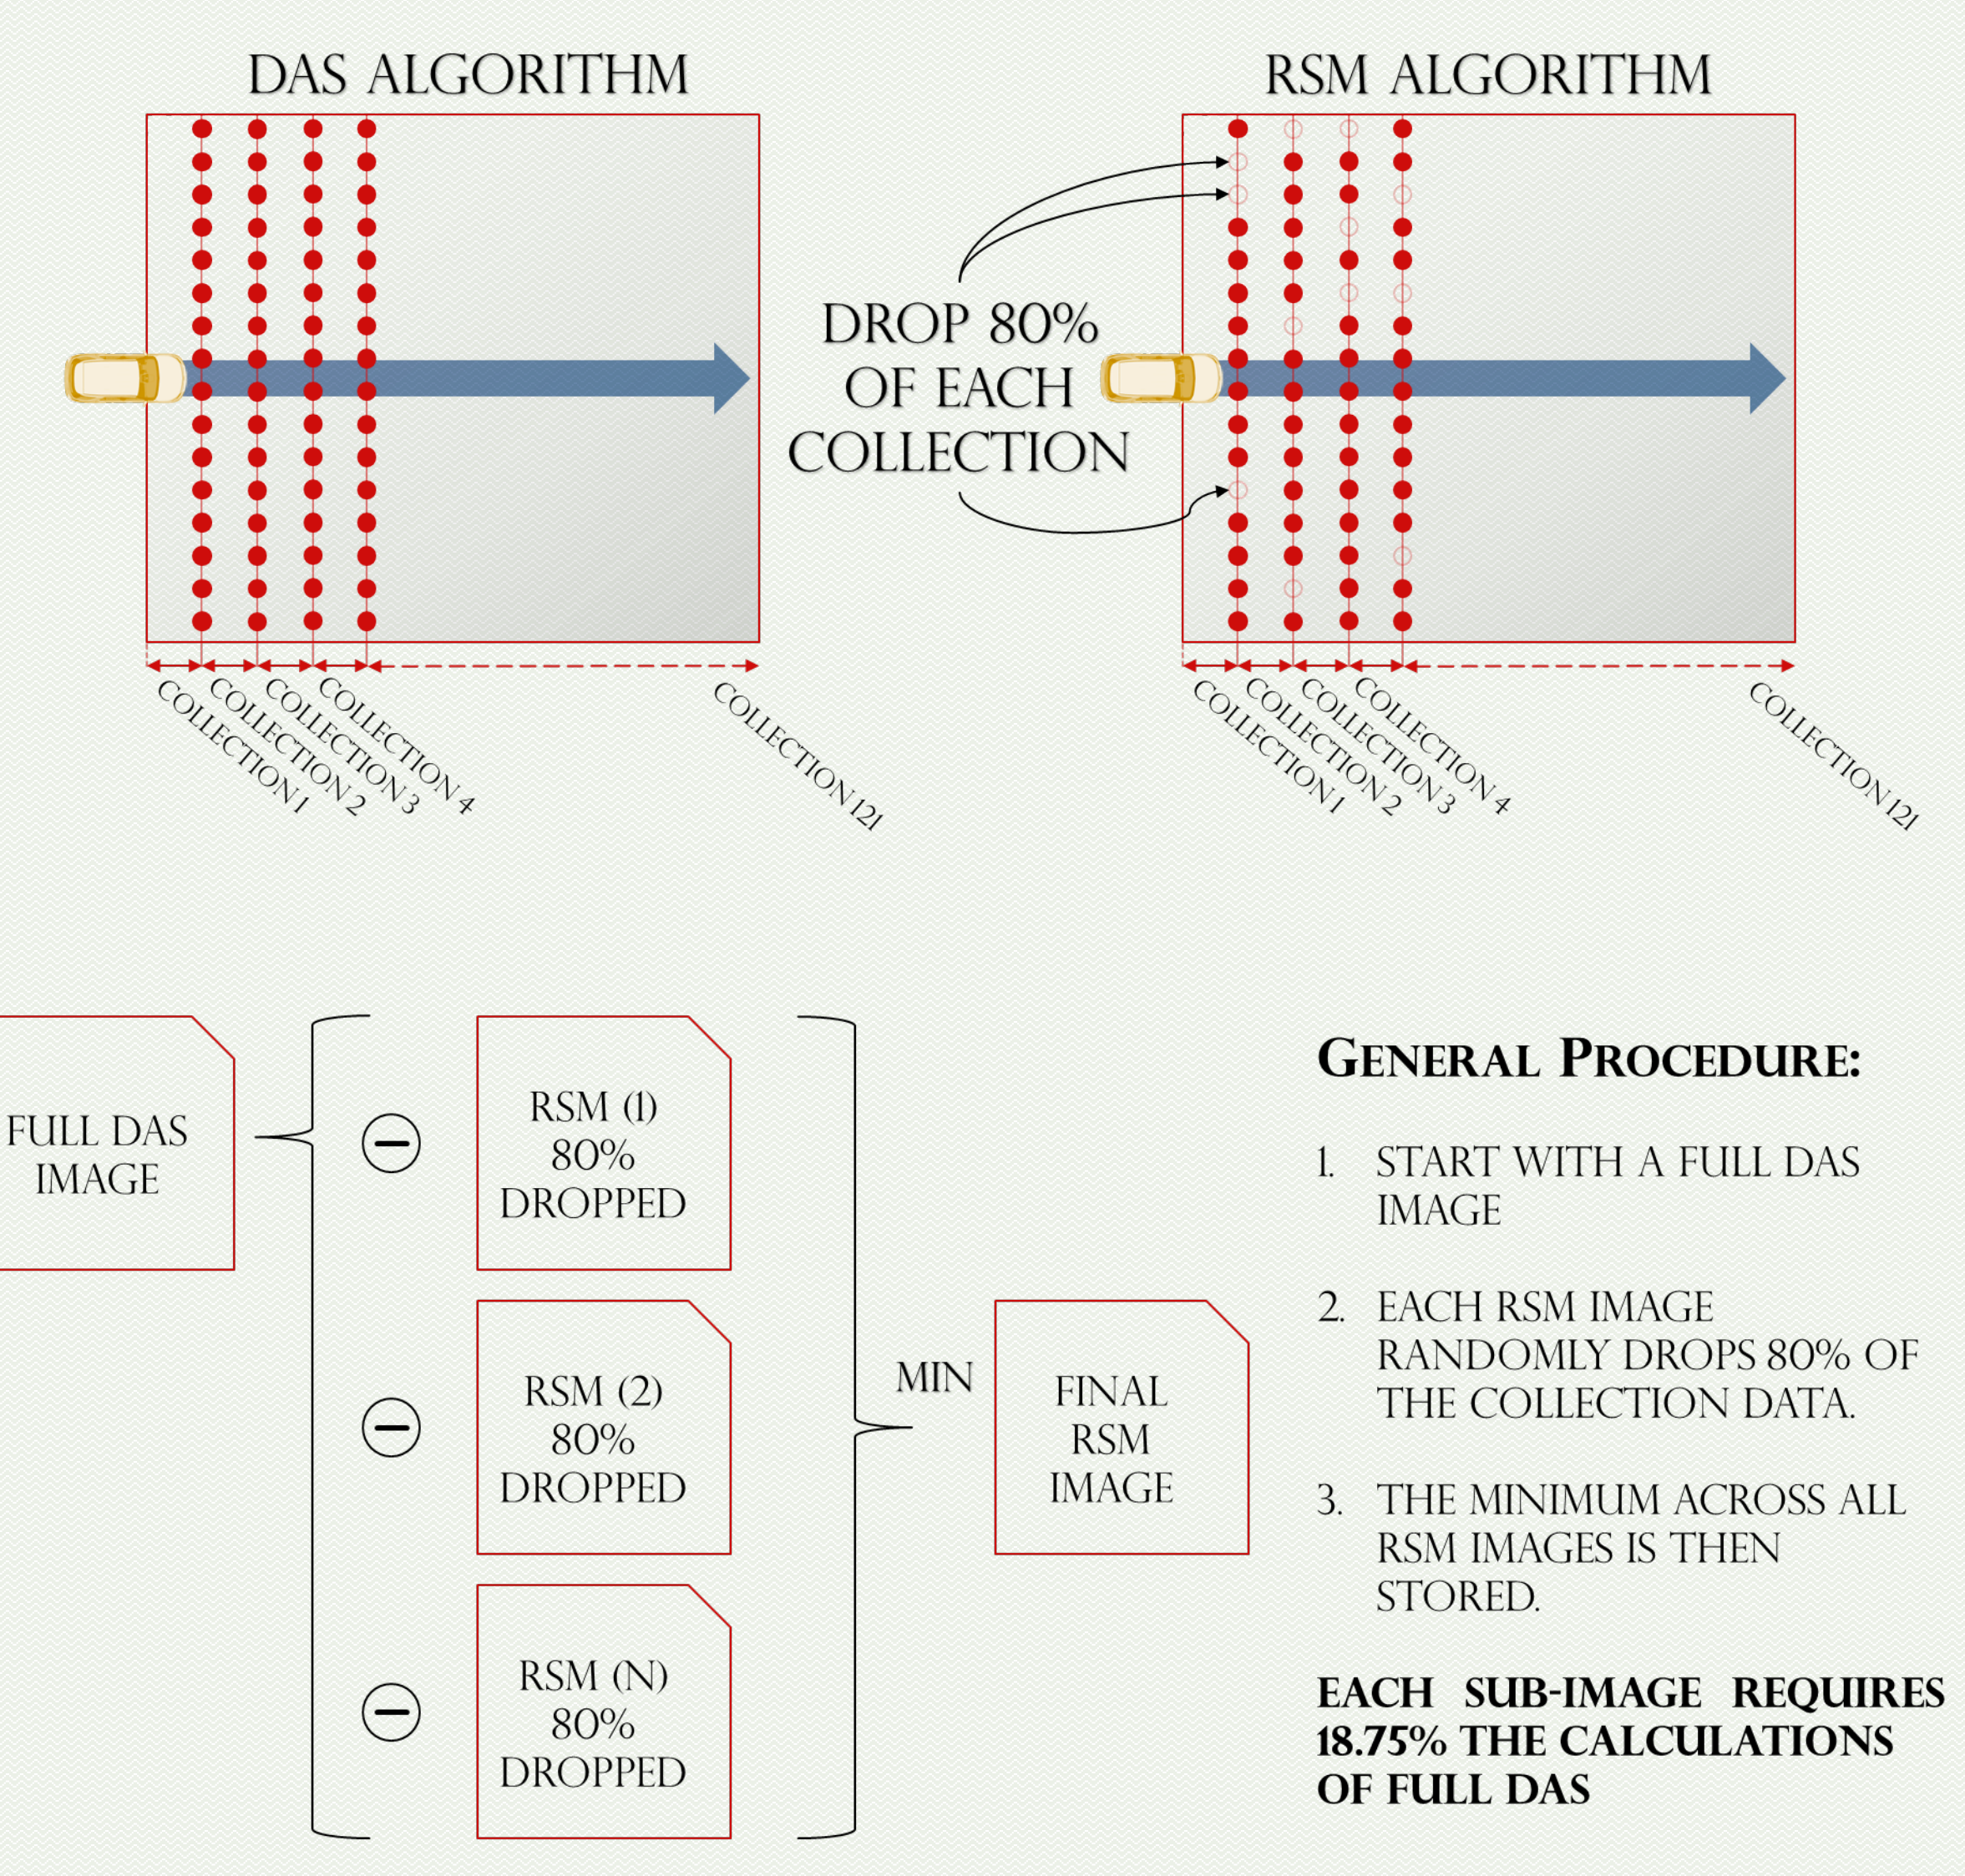 DAS ALGORITHM
COLLECTION 1
COLLECTION 2
COLLECTION 3
COLLECTION 4
COLLECTION 121
RSM ALGORITHM
DROP 80%
OF EACH
COLLECTION
COLLECTION 1
COLLECTION 2
COLLECTION 3
COLLECTION 4
COLLECTION 121
FULL DAS
IMAGE
RSM (1)
80%
DROPPED
RSM (2)
80%
DROPPED
RSM (N)
80%
DROPPED
MIN
FINAL
RSM
IMAGE
GENERAL PROCEDURE:
1. START WITH A FULL DAS
IMAGE
2. EACH RSM IMAGE
RANDOMLY DROPS 80% OF
THE COLLECTION DATA.
3. THE MINIMUM ACROSS ALL
RSM IMAGES IS THEN
STORED.
EACH SUB-IMAGE REQUIRES
18.75% THE CALCULATIONS
OF FULL DAS